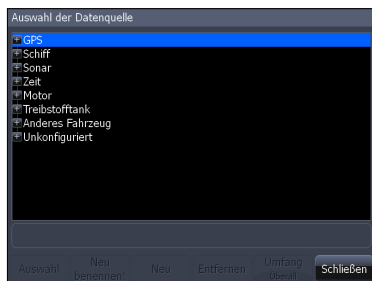 Auswahl der Datenquelle
GPS
Schiff
Sonar
Zeit
Motor
Treibstofftank
Anderes Fahrzeug
Unkonfiguriert
Auswahl
Neu
benennen!
Neu
Entfernen
Umfang
Überall
Schließen